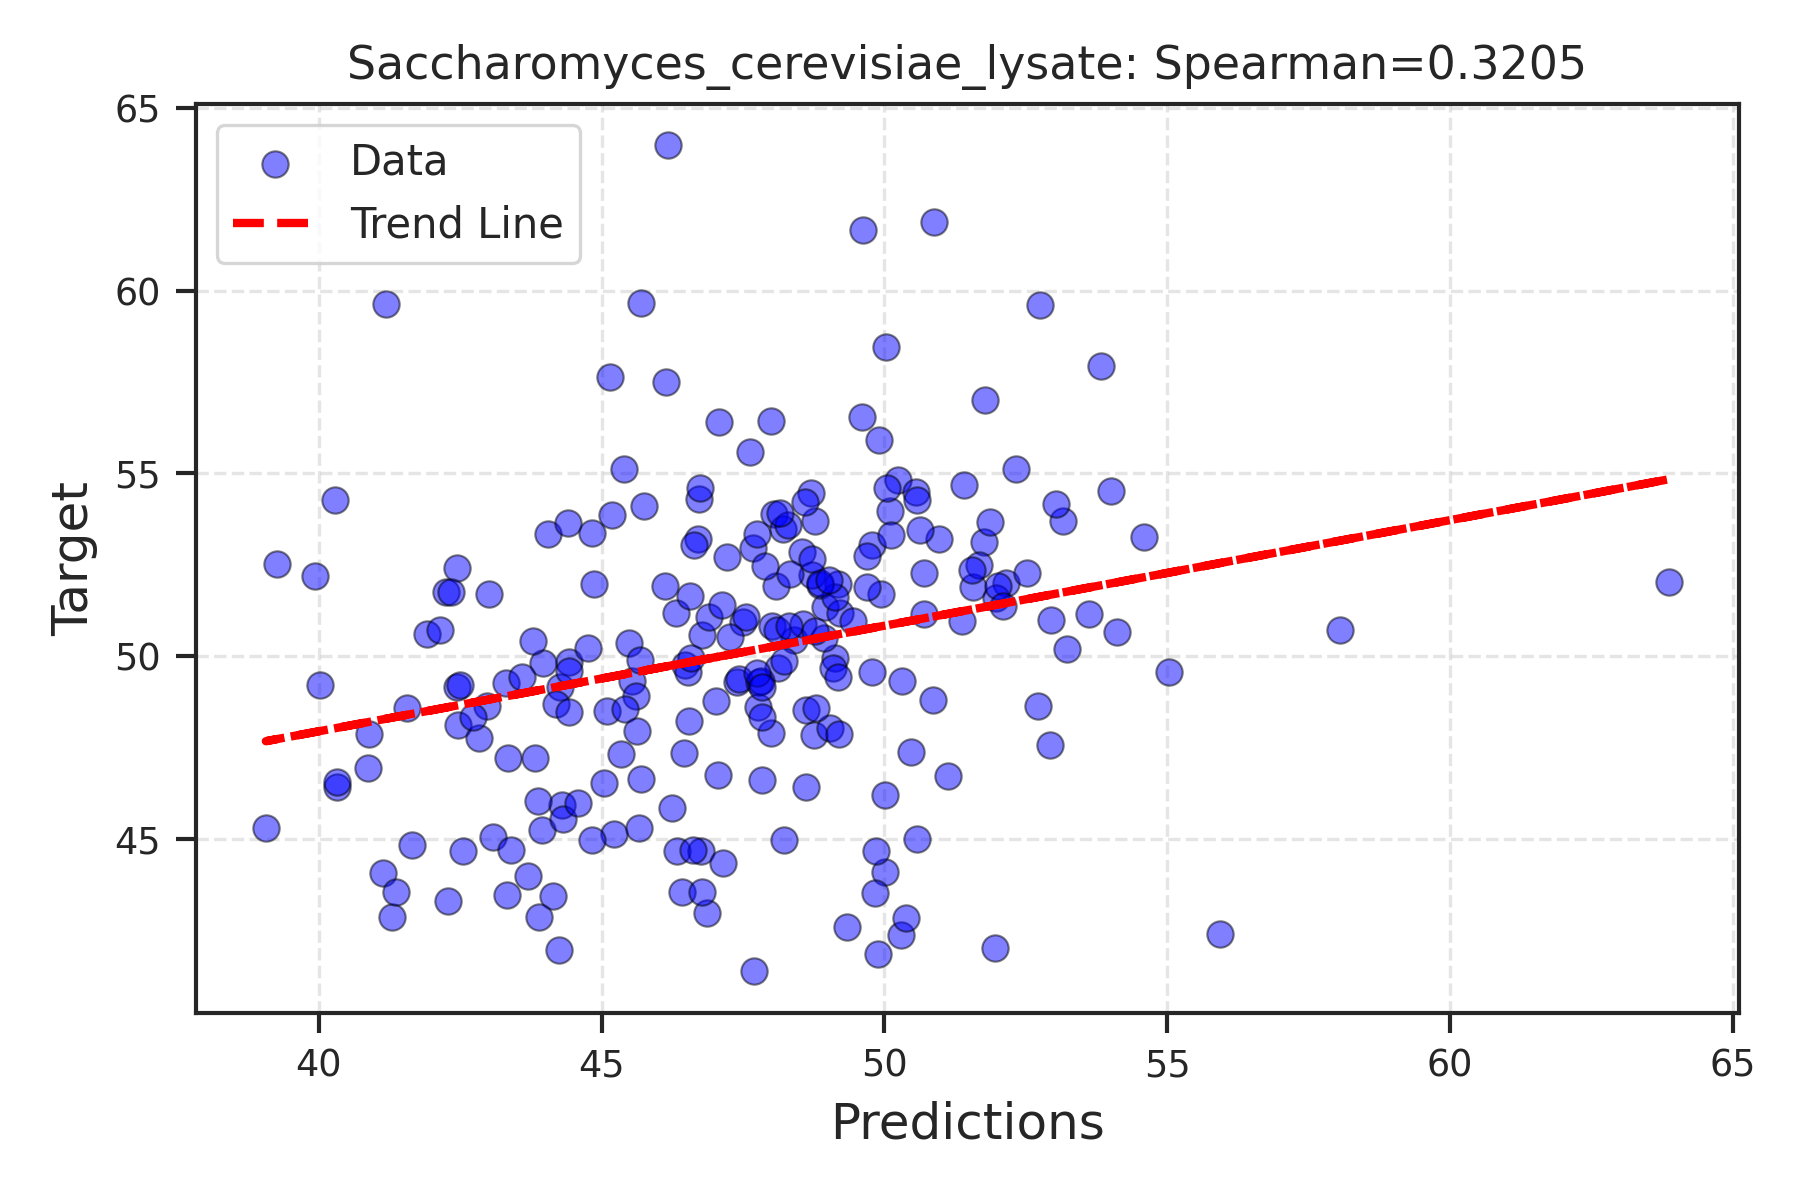 Saccharomyces_cerevisiae_lysate: Spearman=0.3205
65
60
55
50
45
Target
Data
Trend Line
40
45
50
55
60
65
Predictions